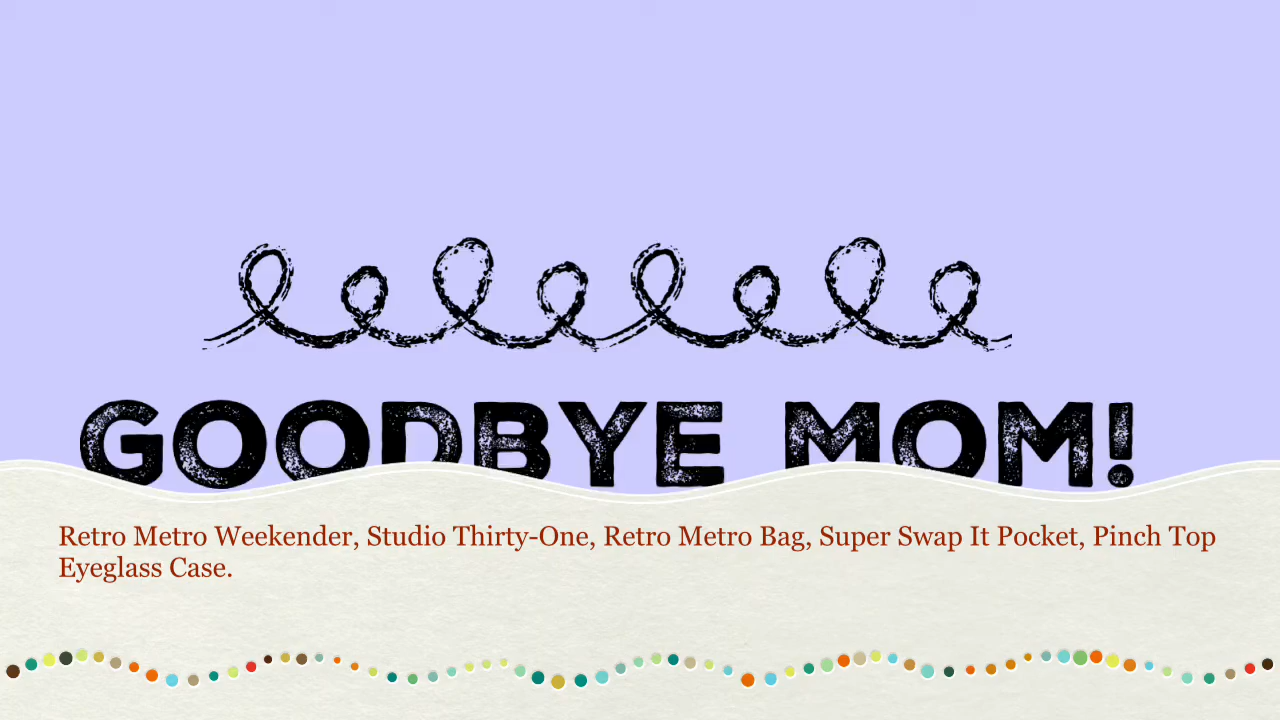 GOODBYE MOM!
Retro Metro Weekender, Studio Thirty-One, Retro Metro Bag, Super Swap It Pocket, Pinch Top
Eyeglass Case.